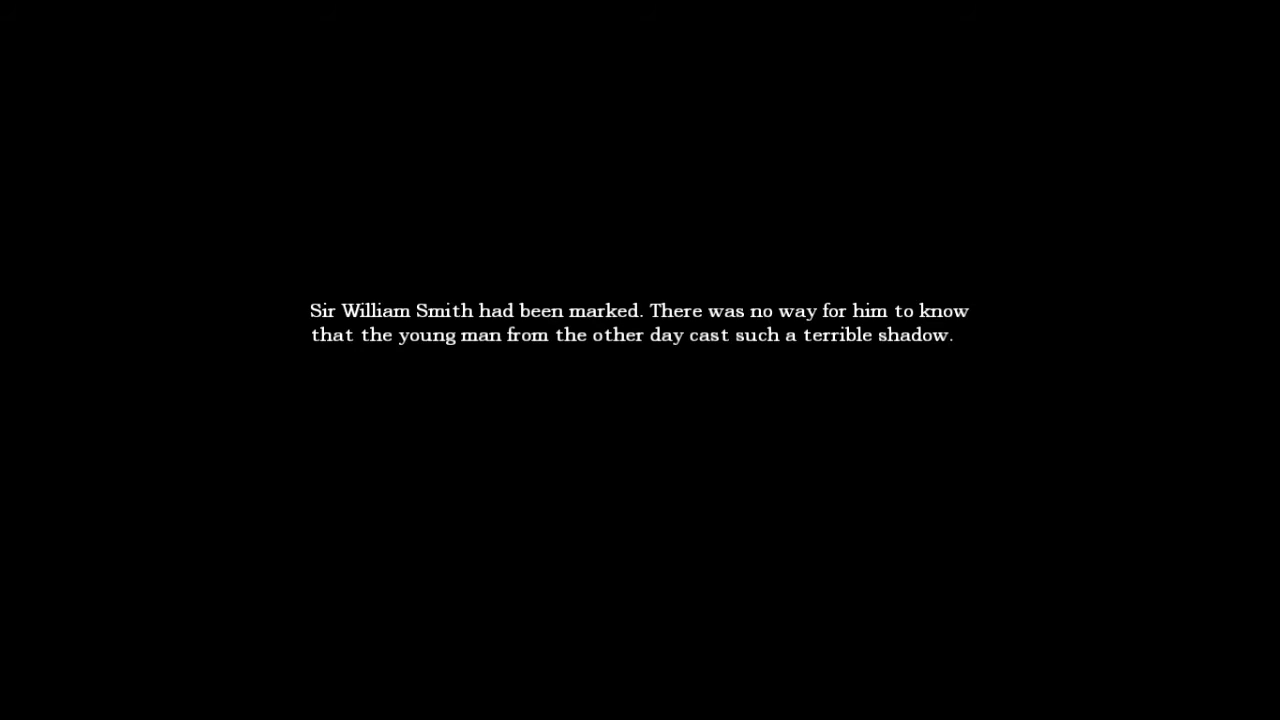 Sir William Smith had been marked. There was no way for him to know
that the young man from the other day cast such a terrible shadow.